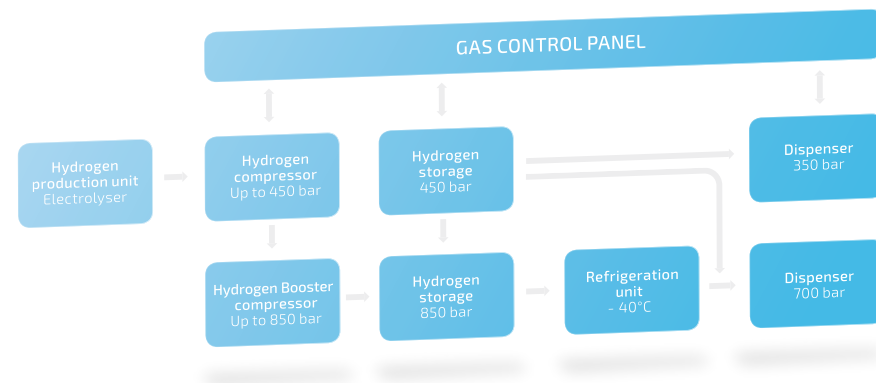 GAS CONTROL PANEL
Hydrogen
production unit
Electrolyser
Hydrogen
compressor
Up to 450 bar
Hydrogen
storage
450 bar
Dispenser
350 bar
Hydrogen Booster
compressor
Up to 850 bar
Hydrogen
storage
850 bar
Refrigeration
unit
- 40°C
Dispenser
700 bar